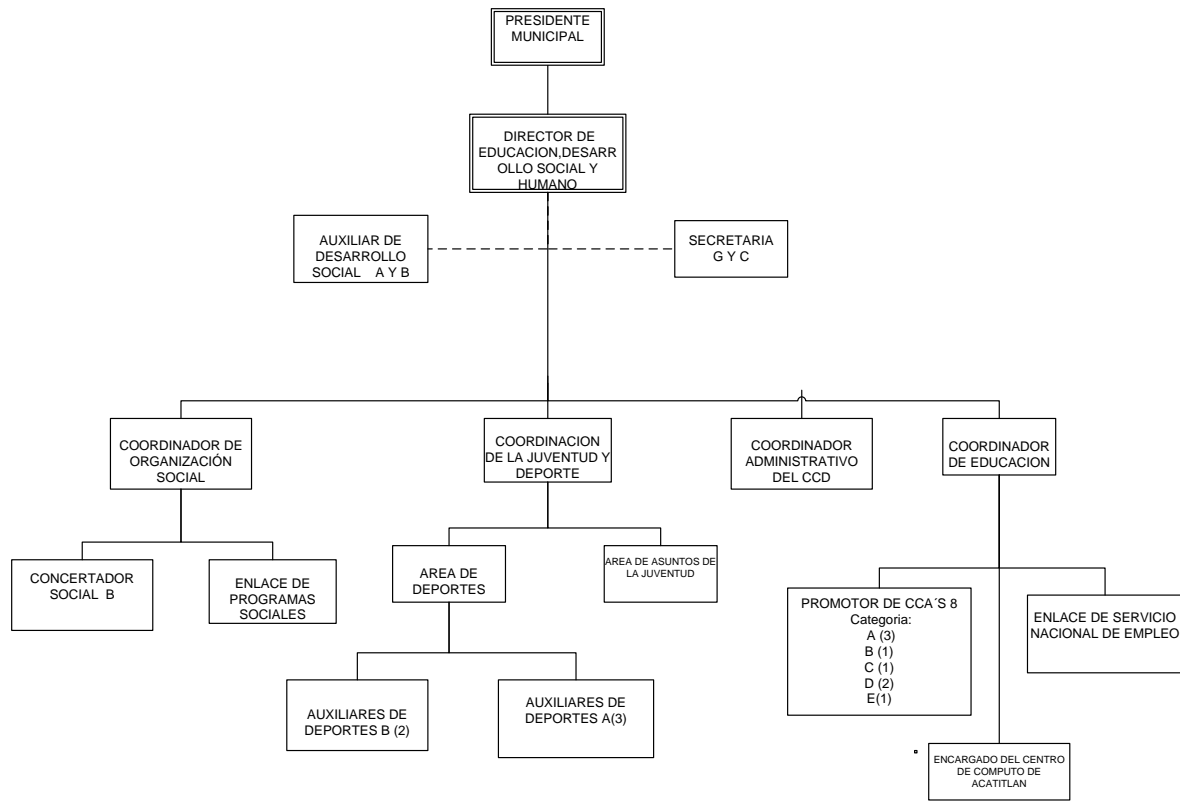 PRESIDENTE
MUNICIPAL
DIRECTOR DE
EDUCACION,DESARR
OLLO SOCIAL Y
HUMANO
AUXILIAR DE
DESARROLLO
SOCIAL A Y B
SECRETARIA
G Y C
COORDINADOR DE
ORGANIZACIÓN
SOCIAL
COORDINACION
DE LA JUVENTUD Y
DEPORTE
COORDINADOR
ADMINISTRATIVO
DEL CCD
COORDINADOR
DE EDUCACION
CONCERTADOR
SOCIAL B
ENLACE DE
PROGRAMAS
SOCIALES
AREA DE
DEPORTES
AREA DE ASUNTOS DE
LA JUVENTUD
PROMOTOR DE CCA´S 8
Categoria:
A (3)
B (1)
C (1)
D (2)
E(1)
ENLACE DE SERVICIO
NACIONAL DE EMPLEO
AUXILIARES DE
DEPORTES B (2)
AUXILIARES DE
DEPORTES A(3)
ENCARGADO DEL CENTRO
DE COMPUTO DE
ACATITLAN